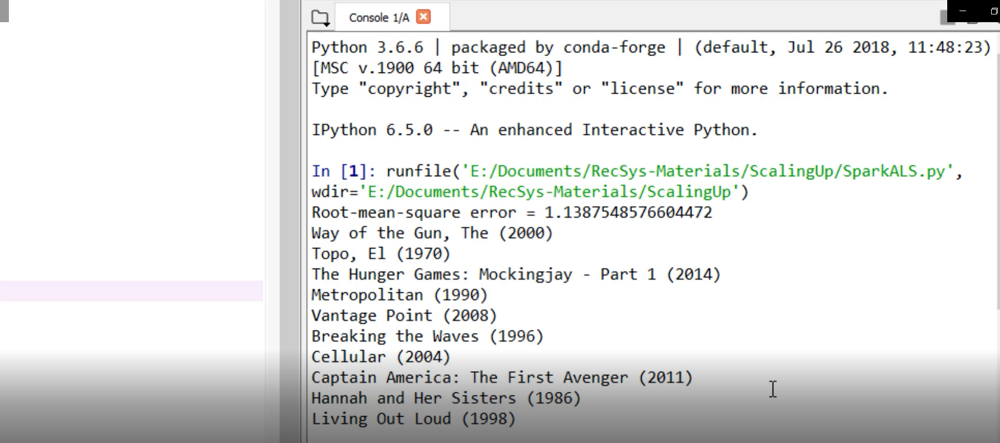 Console 1/A
Python 3.6.6 | packaged by conda-forge | (default, Jul 26 2018, 11:48:23)
[MSC v.1900 64 bit (AMD64)]
Type "copyright", "credits" or "license" for more information.
IPython 6.5.0 -- An enhanced Interactive Python.
In [1]: runfile('E:/Documents/RecSys-Materials/ScalingUp/SparkALS.py',
wdir='E:/Documents/RecSys-Materials/ScalingUp')
Root-mean-square error = 1.1387548576604472
Way of the Gun, The (2000)
Topo, El (1970)
The Hunger Games: Mockingjay - Part 1 (2014)
Metropolitan (1990)
Vantage Point (2008)
Breaking the Waves (1996)
Cellular (2004)
Captain America: The First Avenger (2011)
Hannah and Her Sisters (1986)
Living Out Loud (1998)